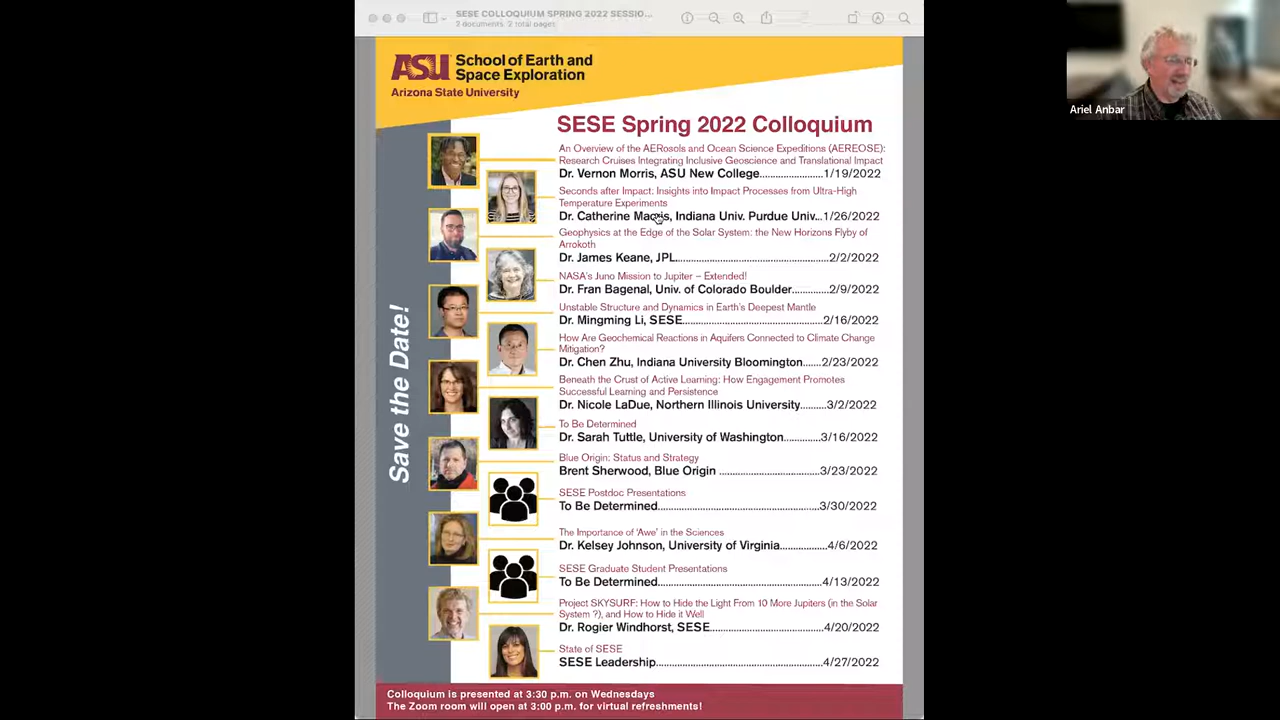 SESE COLLOQUIUM SPRING 2022 SESSIO...
2 documents, 2 total pages
Ariel Anbar
ASU School of Earth and
Space Exploration
Arizona State University
SESE Spring 2022 Colloquium
An Overview of the AERosols and Ocean Science Expeditions (AEREOSE):
Research Cruises Integrating Inclusive Geoscience and Translational Impact
Dr. Vernon Morris, ASU New College....................1/19/2022
Seconds after Impact: Insights into Impact Processes from Ultra-High
Temperature Experiments
Dr. Catherine Indiana Univ. Purdue Univ...1/26/2022
Geophysics at the Edge of the Solar System: the New Horizons Flyby of
Arrokoth
Dr. James Keane, JPL................................................2/2/2022
NASA's Juno Mission to Jupiter – Extended!
Dr. Fran Bagenal, Univ. of Colorado Boulder............2/9/2022
Unstable Structure and Dynamics in Earth's Deepest Mantle
Dr. Mingming Li, SESE............................................2/16/2022
How Are Geochemical Reactions in Aquifers Connected to Climate Change
Mitigation?
Dr. Chen Zhu, Indiana University Bloomington......2/23/2022
Beneath the Crust of Active Learning: How Engagement Promotes
Successful Learning and Persistence
Dr. Nicole LaDue, Northern Illinois University.........3/2/2022
To Be Determined
Dr. Sarah Tuttle, University of Washington............3/16/2022
Blue Origin: Status and Strategy
Brent Sherwood, Blue Origin ................................3/23/2022
SESE Postdoc Presentations
To Be Determined..................................................3/30/2022
The Importance of 'Awe' in the Sciences
Dr. Kelsey Johnson, University of Virginia...............4/6/2022
SESE Graduate Student Presentations
To Be Determined...................................................4/13/2022
Project SKYSURF: How to Hide the Light From 10 More Jupiters (in the Solar
System ?), and How to Hide it Well
Dr. Rogier Windhorst, SESE...................................4/20/2022
State of SESE
SESE Leadership....................................................4/27/2022
Save the Date!
Colloquium is presented at 3:30 p.m. on Wednesdays
The Zoom room will open at 3:00 p.m. for virtual refreshments!